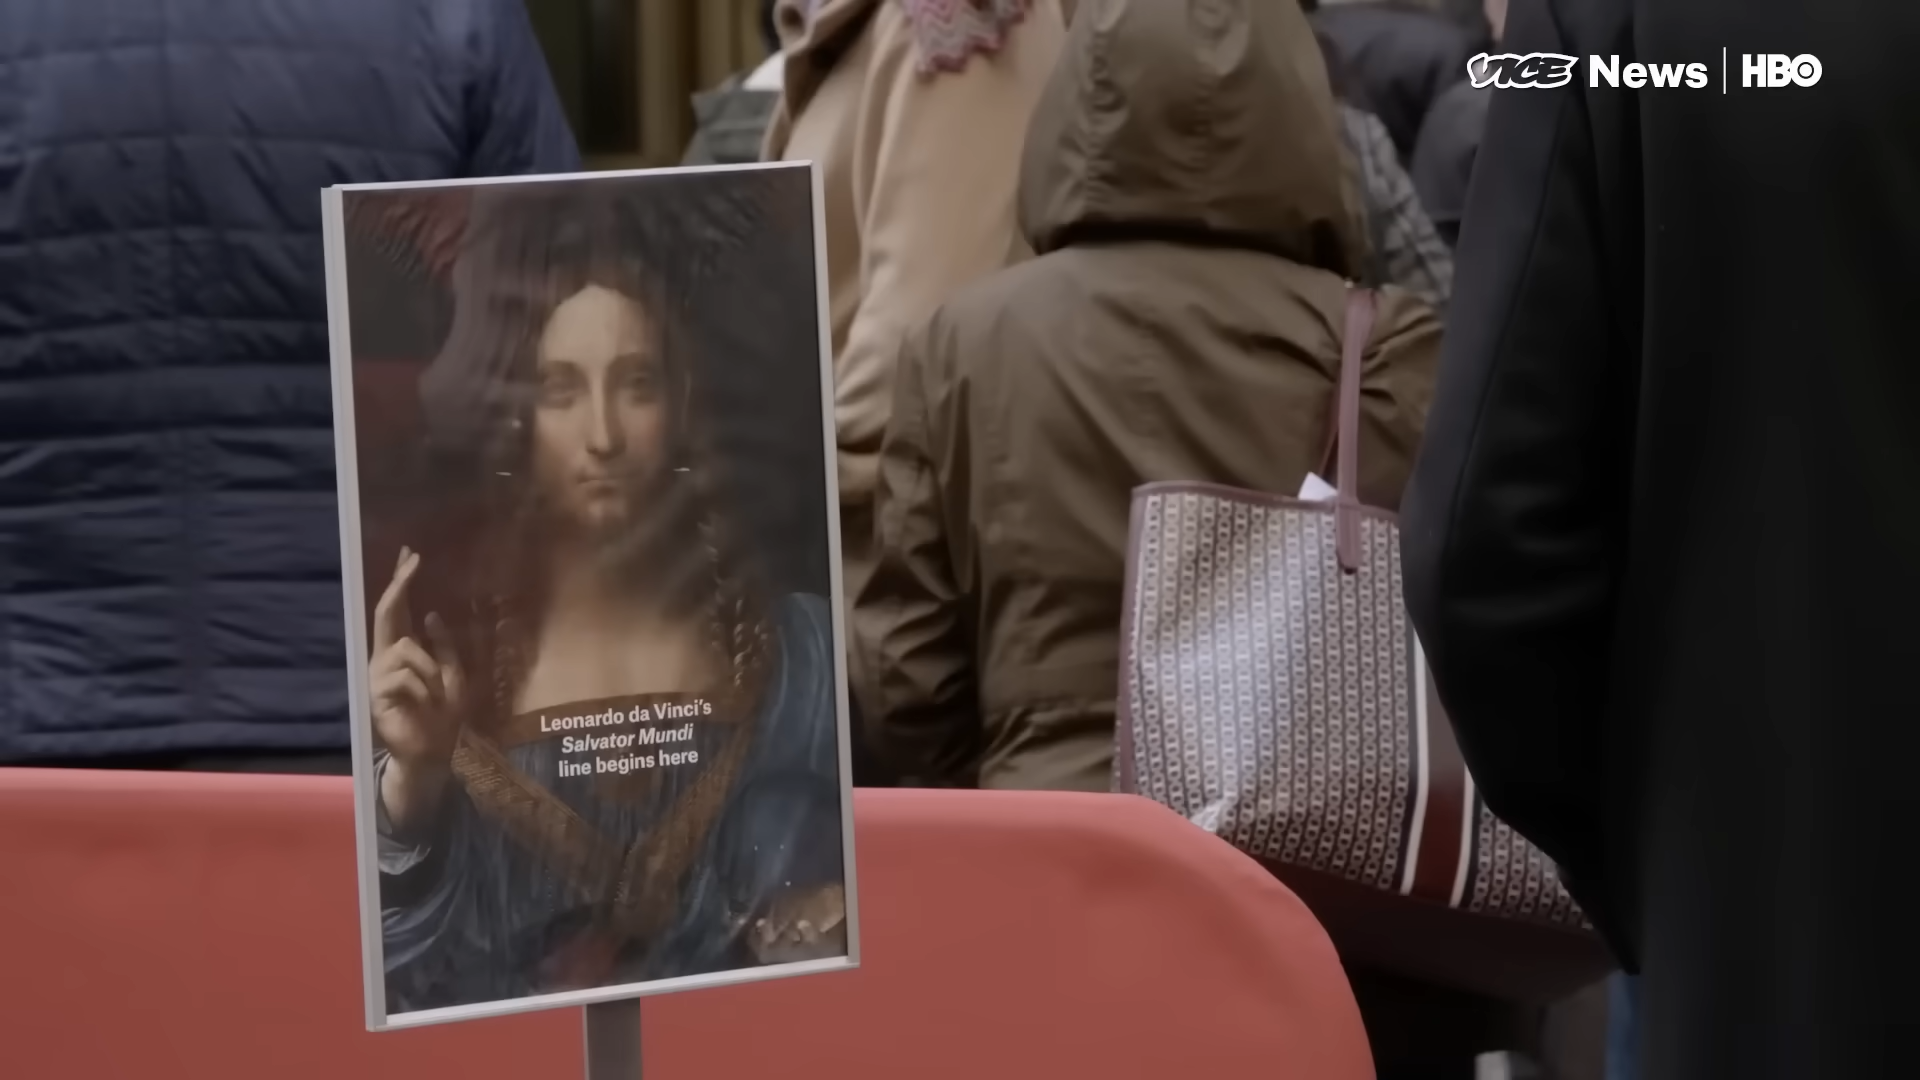 VICE News | HBO
Leonardo da Vinci's
Salvator Mundi
line begins here